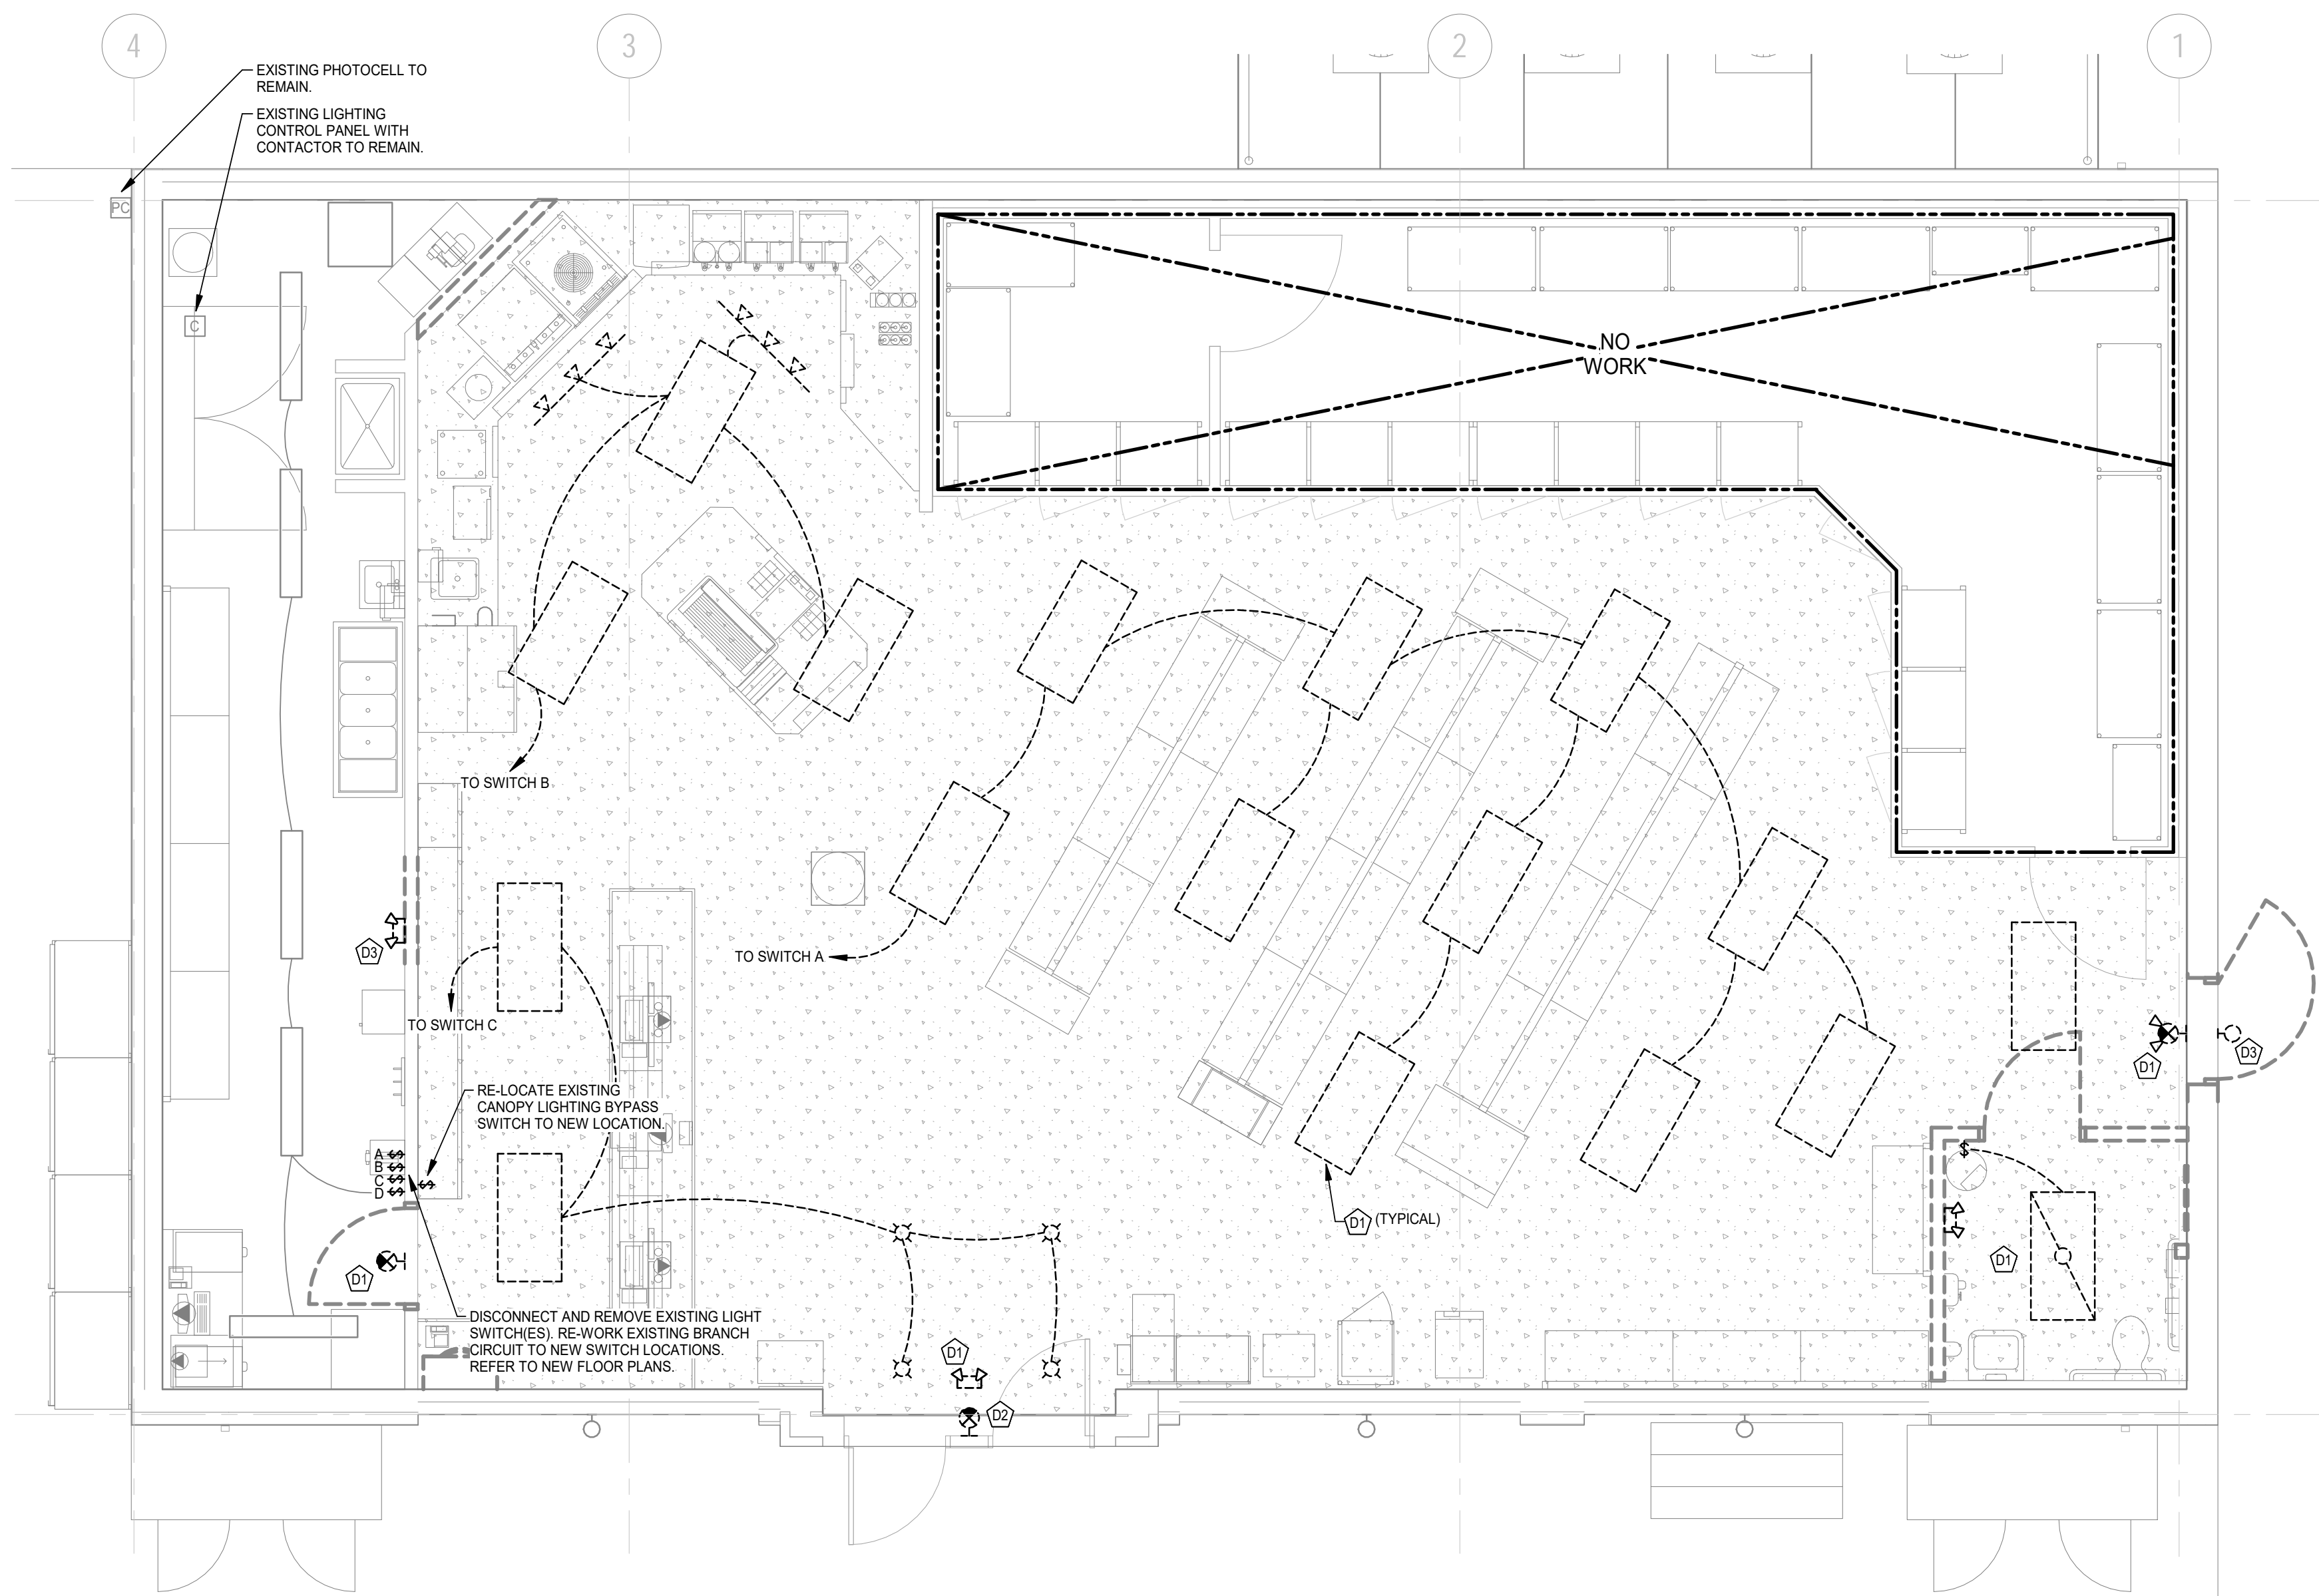 4
3
2
1
EXISTING PHOTOCELL TO
REMAIN.
EXISTING LIGHTING
CONTROL PANEL WITH
CONTACTOR TO REMAIN.
PC
C
NO
WORK
TO SWITCH B
TO SWITCH A
D3
TO SWITCH C
D1
D3
RE-LOCATE EXISTING
CANOPY LIGHTING BYPASS
SWITCH TO NEW LOCATION.
A $
B $
C $
D $
$
$
D1 (TYPICAL)
D1
D1
DISCONNECT AND REMOVE EXISTING LIGHT
SWITCH(ES). RE-WORK EXISTING BRANCH
CIRCUIT TO NEW SWITCH LOCATIONS.
REFER TO NEW FLOOR PLANS.
D1
D2